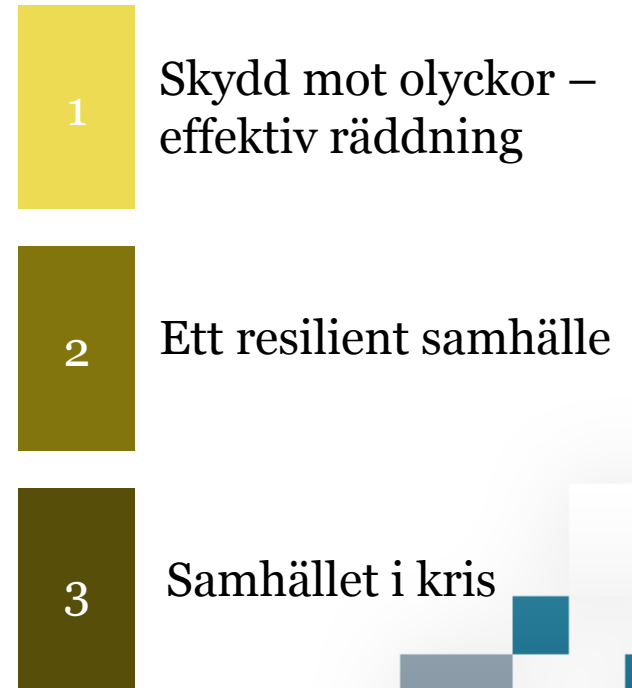 1
Skydd mot olyckor –
effektiv räddning
2
Ett resilient samhälle
3
Samhället i kris